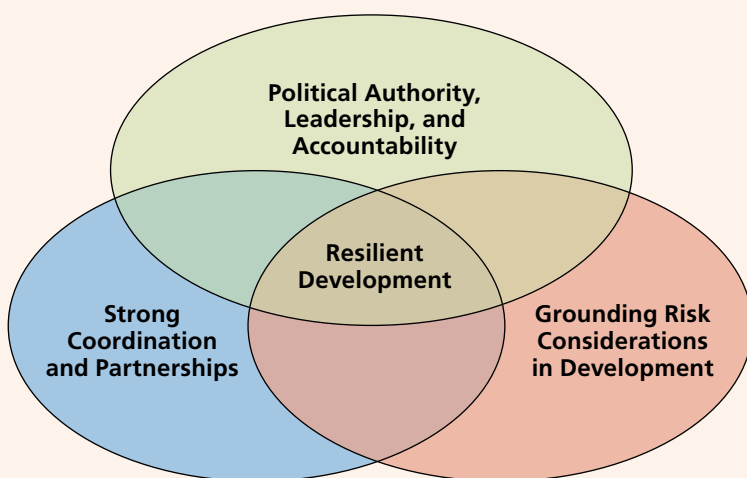 Political Authority,
Leadership, and
Accountability
Resilient
Development
Strong
Coordination
and Partnerships
Grounding Risk
Considerations
in Development